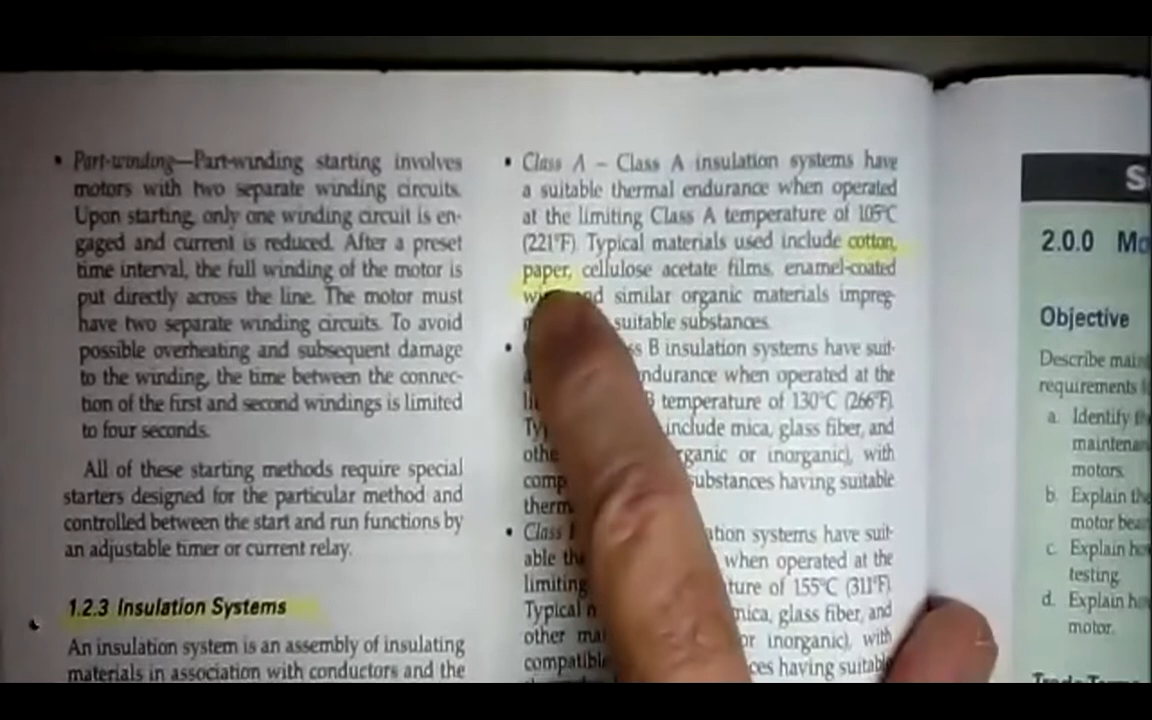 • Part-winding—Part-winding starting involves
motors with two separate winding circuits.
Upon starting, only one winding circuit is en-
gaged and current is reduced. After a preset
time interval, the full winding of the motor is
put directly across the line. The motor must
have two separate winding circuits. To avoid
possible overheating and subsequent damage
to the winding, the time between the connec-
tion of the first and second windings is limited
to four seconds.
All of these starting methods require special
starters designed for the particular method and
controlled between the start and run functions by
an adjustable timer or current relay.
1.2.3 Insulation Systems
An insulation system is an assembly of insulating
materials in association with conductors and the
• Class A – Class A insulation systems have
a suitable thermal endurance when operated
at the limiting Class A temperature of 105°C
(221°F). Typical materials used include cotton,
paper, cellulose acetate films, enamel-coated
similar organic materials impreg-
suitable substances.
• B insulation systems have suit-
endurance when operated at the
temperature of 130°C (266°F).
include mica, glass fiber, and
organic or inorganic), with
substances having suitable
• Class systems have suit-
able when operated at the
limiting of 155°C (311°F).
Typical mica, glass fiber, and
other or inorganic), with
compatible having suitable
2.0.0
Objective
Describe
requirements
a. Identify
motors.
b. Explain
motor
c. Explain
testing.
d. Explain
motor.